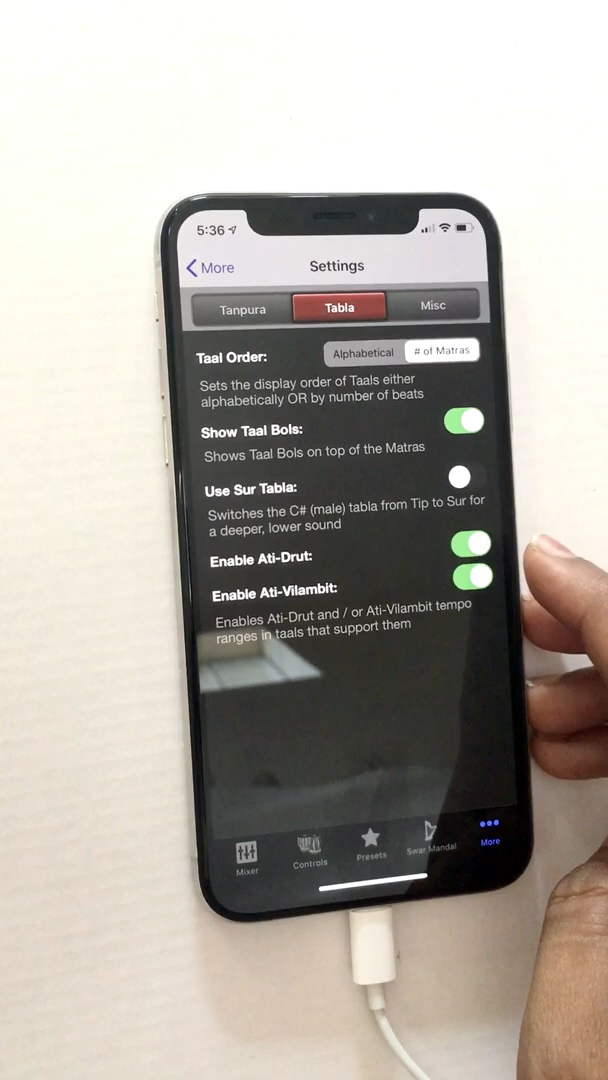 5:36
More
Settings
Tanpura Tabla Misc
Taal Order: Alphabetical # of Matras
Sets the display order of Taals either
alphabetically OR by number of beats
Show Taal Bols:
Shows Taal Bols on top of the Matras
Use Sur Tabla:
Switches the C# (male) tabla from Tip to Sur for
a deeper, lower sound
Enable Ati-Drut:
Enable Ati-Vilambit:
Enables Ati-Drut and / or Ati-Vilambit tempo
ranges in taals that support them
Mixer Controls Presets Swar Mandal More